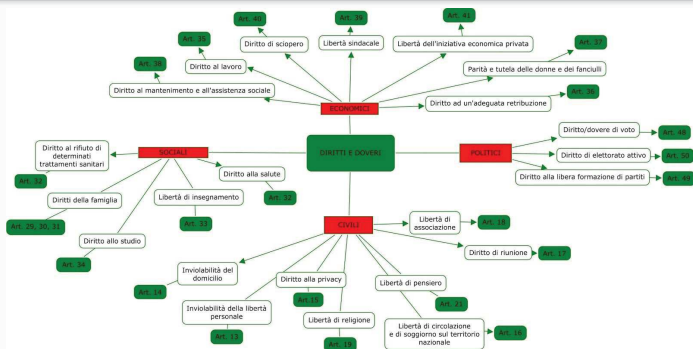 Art. 40
Art. 39
Art. 41
Art. 35
Diritto di sciopero
Libertà sindacale
Libertà dell'iniziativa economica privata
Art. 37
Art. 38
Diritto al lavoro
Parità e tutela delle donne e dei fanciulli
Diritto al mantenimento e all'assistenza sociale
Art. 36
ECONOMICI
Diritto ad un'adeguata retribuzione
Diritto/dovere di voto
Art. 48
Diritto al rifiuto di
determinati
trattamenti sanitari
SOCIALI
DIRITTI E DOVERI
POLITICI
Diritto di elettorato attivo
Art. 50
Diritto alla salute
Diritto alla libera formazione di partiti
Art. 49
Art. 32
Diritti della famiglia
Libertà di insegnamento
Art. 32
Art. 29, 30, 31
Art. 33
Diritto allo studio
CIVILI
Libertà di
associazione
Art. 18
Art. 34
Diritto di riunione
Art. 17
Inviolabilità del
domicilio
Diritto alla privacy
Libertà di pensiero
Art. 14
Art.15
Art. 21
Inviolabilità della libertà
personale
Libertà di religione
Libertà di circolazione
e di soggiorno sul territorio
nazionale
Art. 16
Art. 13
Art. 19